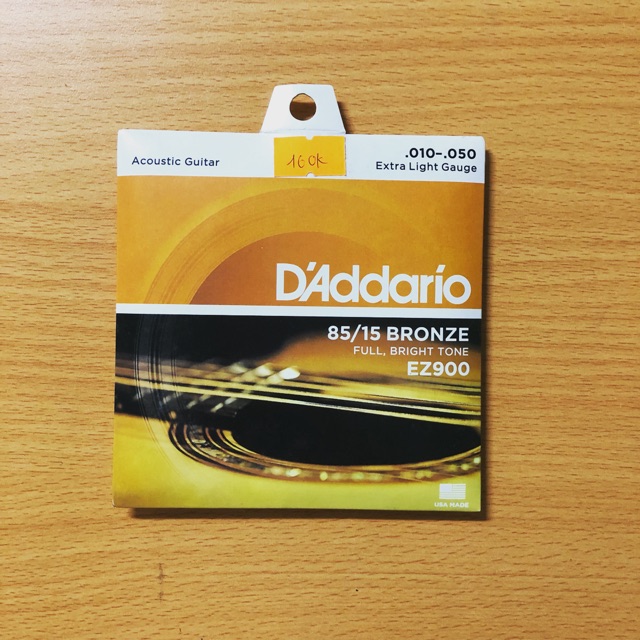 Acoustic Guitar
160k
.010–.050
Extra Light Gauge
D'Addario
85/15 BRONZE
FULL, BRIGHT TONE
EZ900
USA MADE